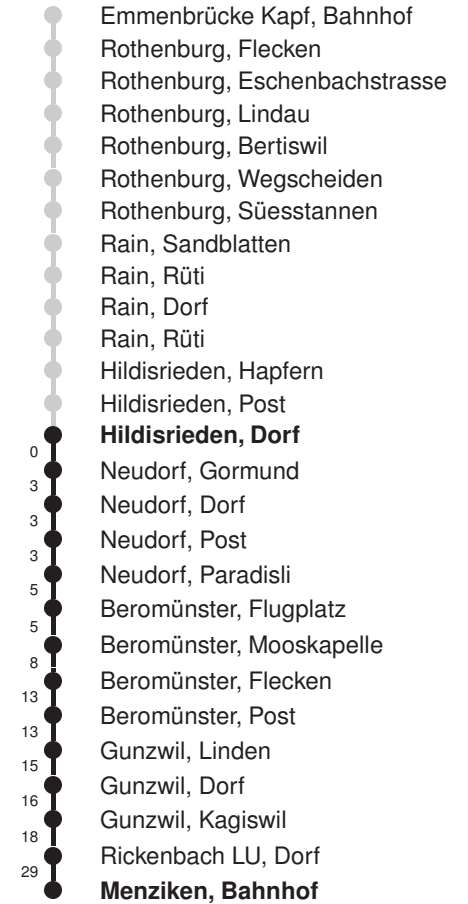 Emmenbrücke Kapf, Bahnhof
Rothenburg, Flecken
Rothenburg, Eschenbachstrasse
Rothenburg, Lindau
Rothenburg, Bertiswil
Rothenburg, Wegscheiden
Rothenburg, Süesstannen
Rain, Sandblatten
Rain, Rüti
Rain, Dorf
Rain, Rüti
Hildisrieden, Hapfern
Hildisrieden, Post
Hildisrieden, Dorf
0
Neudorf, Gormund
3
Neudorf, Dorf
3
Neudorf, Post
3
Neudorf, Paradisli
5
Beromünster, Flugplatz
5
Beromünster, Mooskapelle
8
Beromünster, Flecken
13
Beromünster, Post
13
Gunzwil, Linden
15
Gunzwil, Dorf
16
Gunzwil, Kagiswil
18
Rickenbach LU, Dorf
29
Menziken, Bahnhof